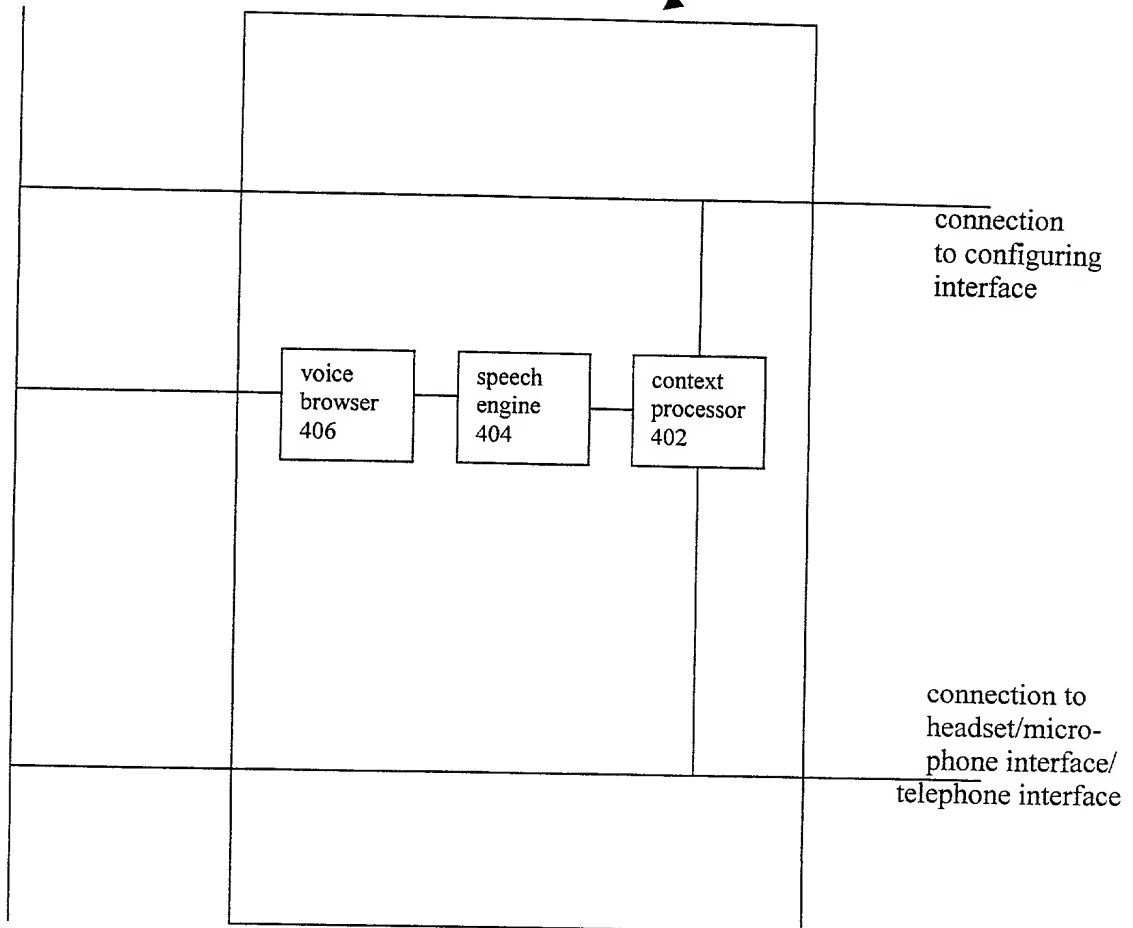 connection
to configuring
interface
voice
browser
406
speech
engine
404
context
processor
402
connection to
headset/micro-
phone interface/
telephone interface